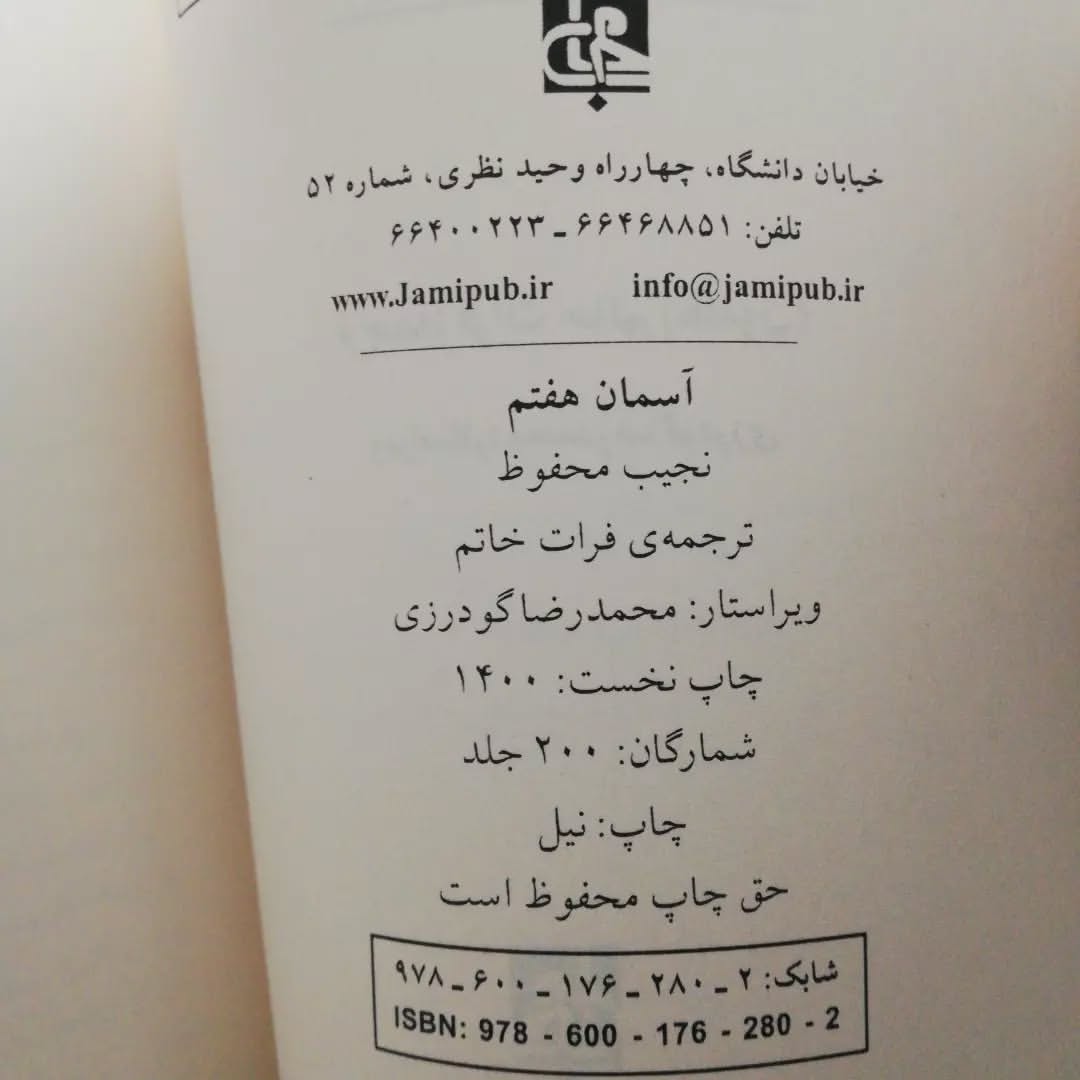 جامی
خیابان دانشگاه، چهارراه وحید نظری، شماره ۵۲
تلفن: ۶۶۴۶۸۸۵۱ ـ ۶۶۴۰۰۲۲۳
www.Jamipub.ir info@jamipub.ir
آسمان هفتم
نجیب محفوظ
ترجمه‌ی فرات خاتم
ویراستار: محمدرضا گودرزی
چاپ نخست: ۱۴۰۰
شمارگان: ۲۰۰ جلد
چاپ: نیل
حق چاپ محفوظ است
شابک: ۲ ـ ۲۸۰ ـ ۱۷۶ ـ ۶۰۰ ـ ۹۷۸
ISBN: 978 - 600 - 176 - 280 - 2